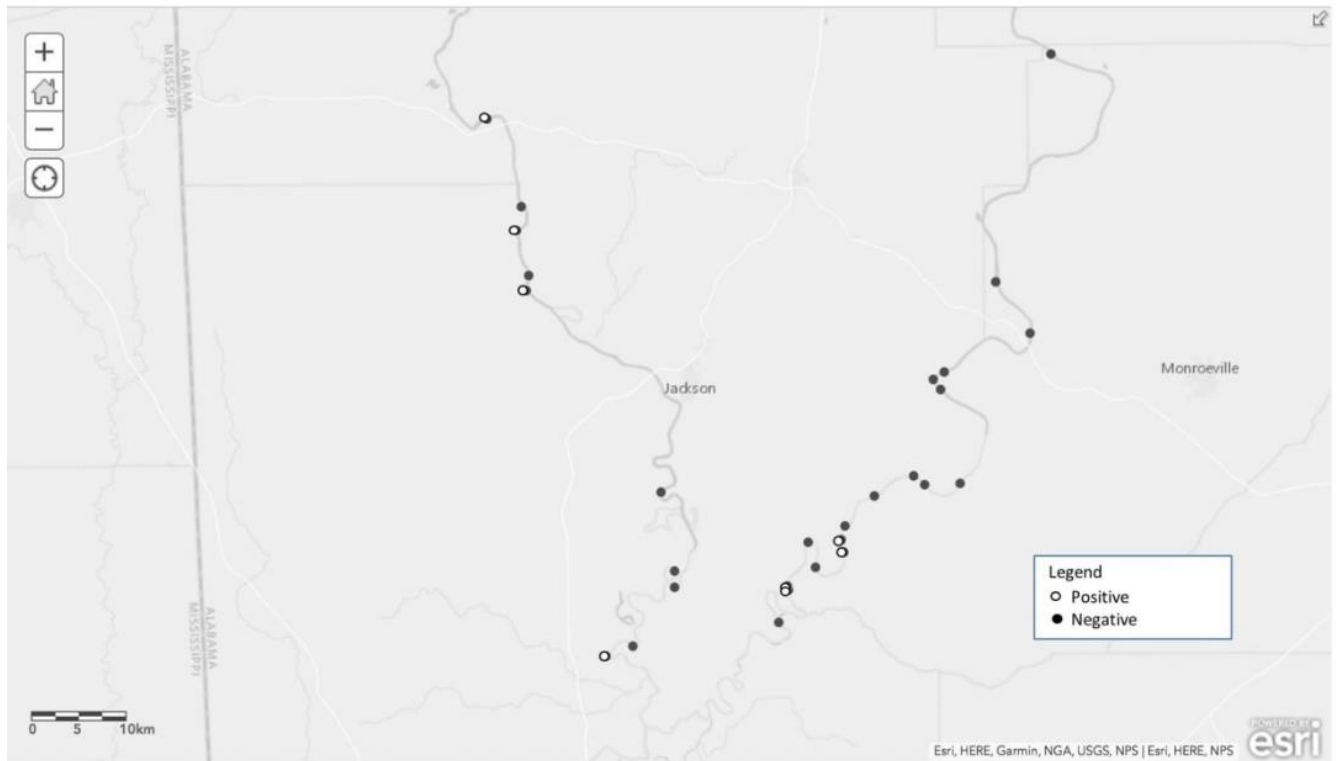 +
−
ALABAMA
MISSISSIPPI
Jackson
Monroeville
Legend
Positive
Negative
ALABAMA
MISSISSIPPI
0 5 10km
POWERED BY
esri
Esri, HERE, Garmin, NGA, USGS, NPS | Esri, HERE, NPS